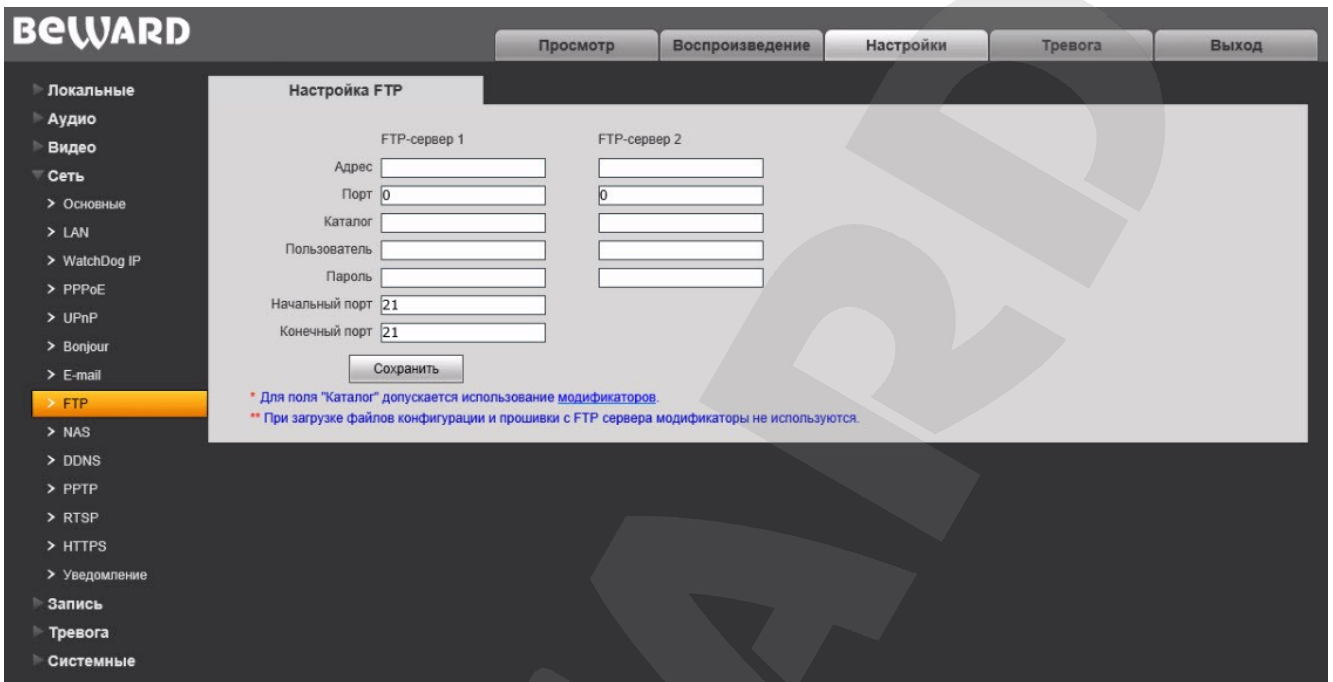 BEWARD
Просмотр Воспроизведение Настройки Тревога Выход
Локальные
Аудио
Видео
Сеть
> Основные
> LAN
> WatchDog IP
> PPPoE
> UPnP
> Bonjour
> E-mail
> FTP
> NAS
> DDNS
> PPTP
> RTSP
> HTTPS
> Уведомление
Запись
Тревога
Системные
Настройка FTP
FTP-сервер 1 FTP-сервер 2
Адрес
Порт 0 0
Каталог
Пользователь
Пароль
Начальный порт 21
Конечный порт 21
Сохранить
* Для поля "Каталог" допускается использование модификаторов.
** При загрузке файлов конфигурации и прошивки с FTP сервера модификаторы не используются.